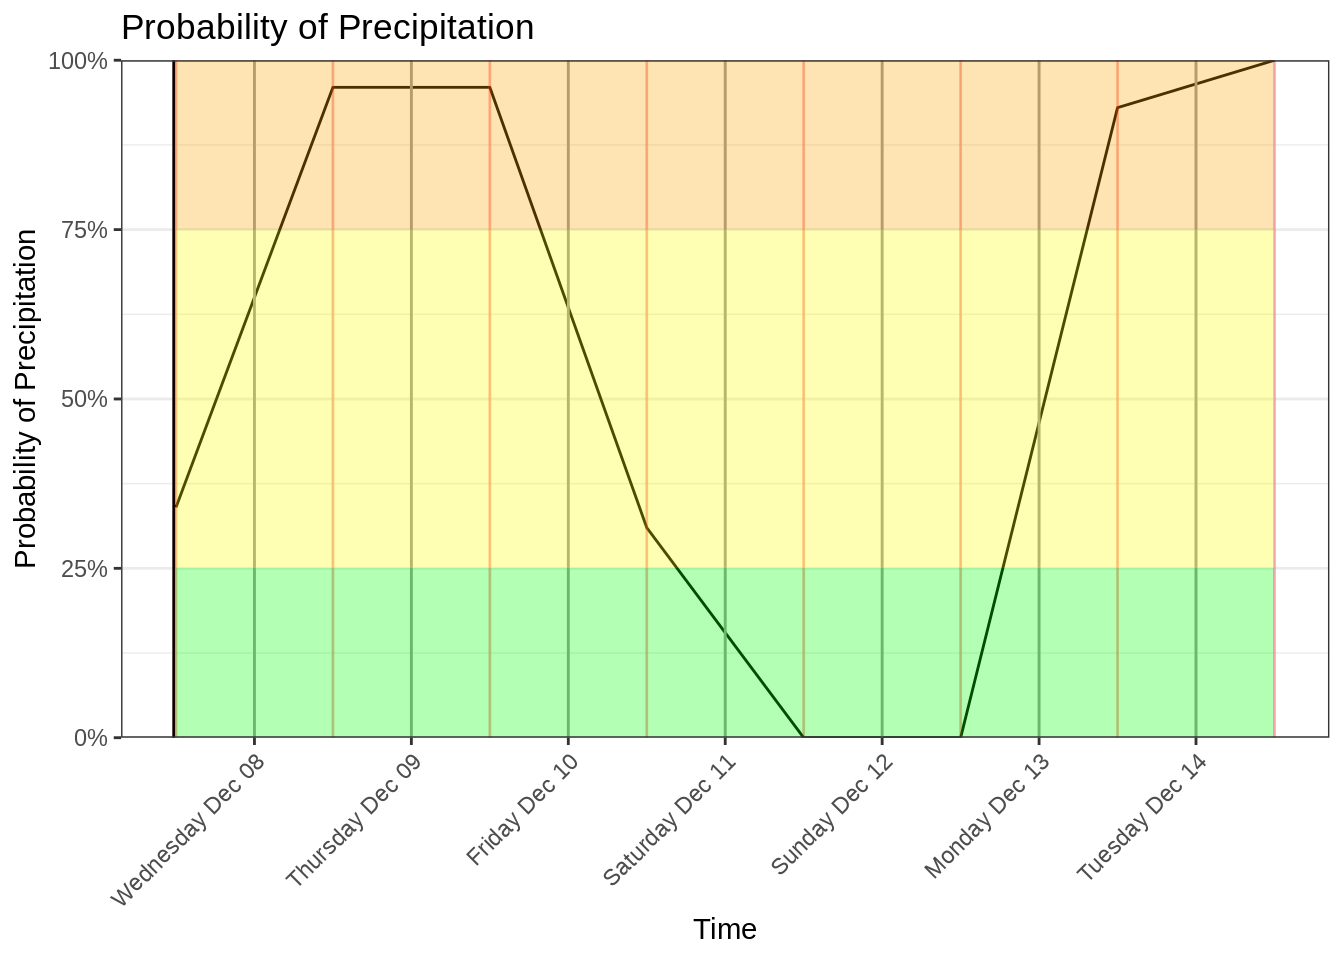 Probability of Precipitation
100%
75%
50%
25%
0%
Probability of Precipitation
Wednesday Dec 08
Thursday Dec 09
Friday Dec 10
Saturday Dec 11
Sunday Dec 12
Monday Dec 13
Tuesday Dec 14
Time